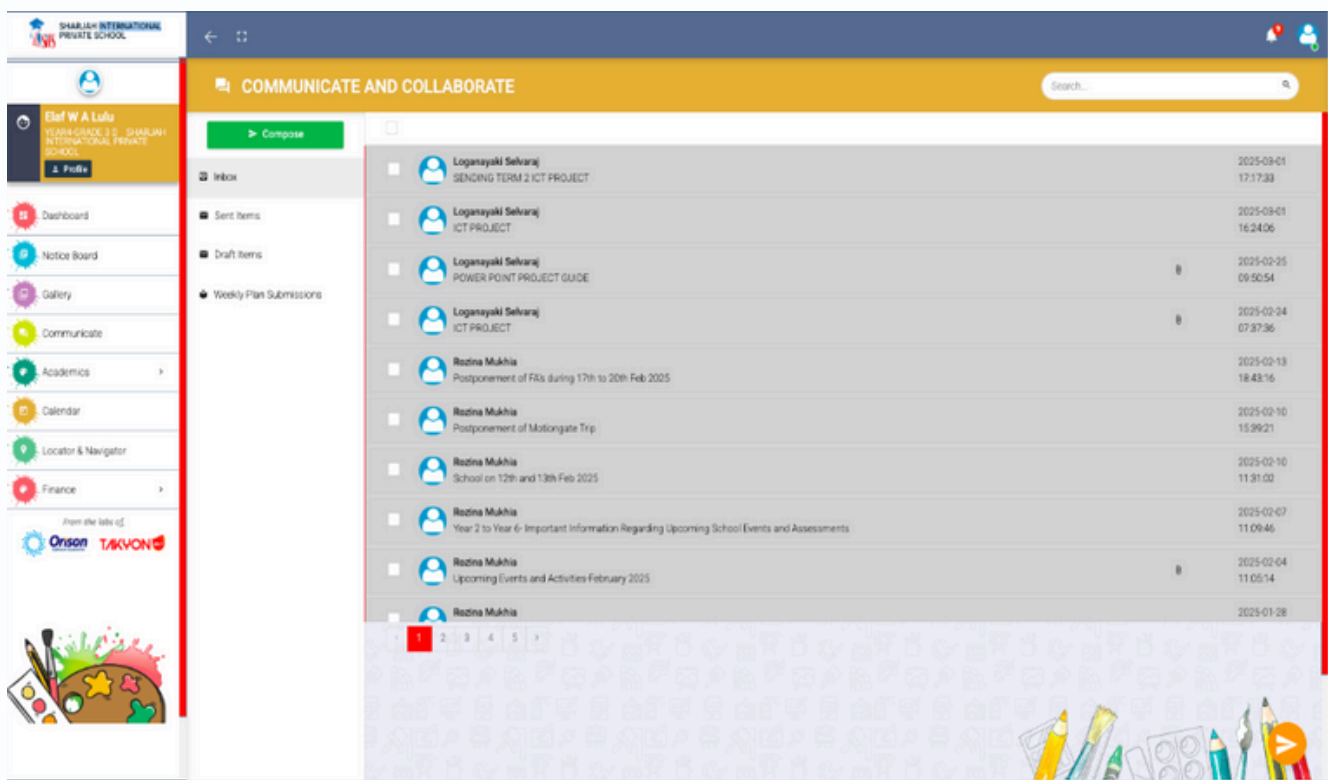 SHARJAH INTERNATIONAL
PRIVATE SCHOOL
COMMUNICATE AND COLLABORATE
Search...
Elaf W A Lulu
YEAR4-GRADE 3 D SHARJAH
INTERNATIONAL PRIVATE
SCHOOL
Profile
Dashboard
Notice Board
Gallery
Communicate
Academics
Calendar
Locator & Navigator
Finance
From the labs of
Orison TAKYON
Compose
Inbox
Sent Items
Draft Items
Weekly Plan Submissions
Loganayaki Selvaraj
SENDING TERM 2 ICT PROJECT
2025-03-01
17:17:33
Loganayaki Selvaraj
ICT PROJECT
2025-03-01
16:24:06
Loganayaki Selvaraj
POWER POINT PROJECT GUIDE
2025-02-25
09:50:54
Loganayaki Selvaraj
ICT PROJECT
2025-02-24
07:37:36
Rozina Mukhia
Postponement of FA's during 17th to 20th Feb 2025
2025-02-13
18:43:16
Rozina Mukhia
Postponement of Motiongate Trip
2025-02-10
15:39:21
Rozina Mukhia
School on 12th and 13th Feb 2025
2025-02-10
11:31:02
Rozina Mukhia
Year 2 to Year 6- Important Information Regarding Upcoming School Events and Assessments
2025-02-07
11:09:46
Rozina Mukhia
Upcoming Events and Activities-February 2025
2025-02-04
11:05:14
Rozina Mukhia
2025-01-28
1 2 3 4 5